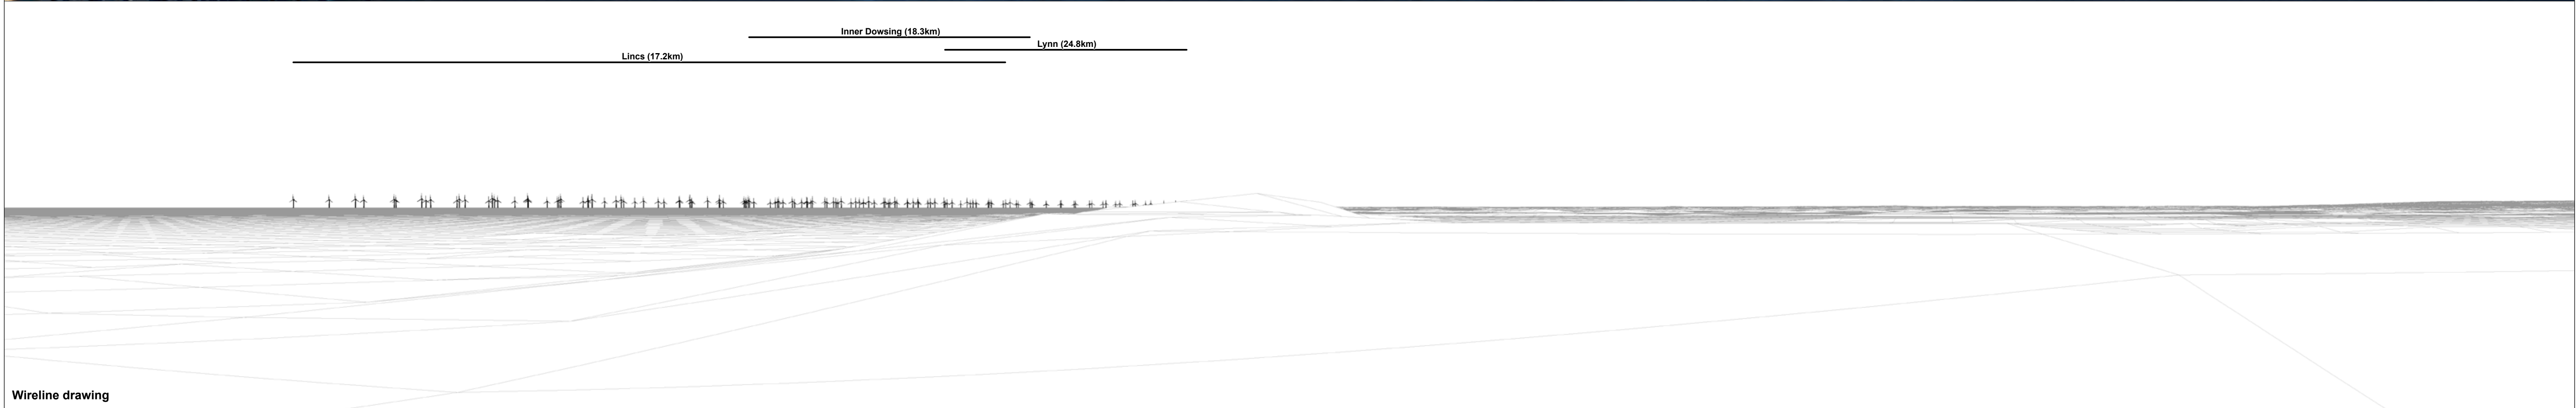 Inner Dowsing (18.3km)
Lynn (24.8km)
Lincs (17.2km)
Wireline drawing